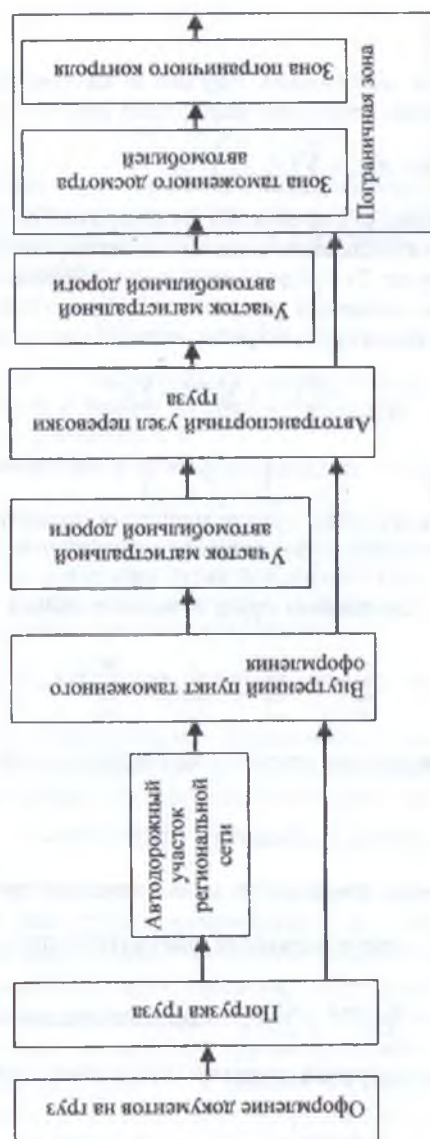 Оформление документов на груз
Погрузка груза
Автодорожный
участок
региональной
сети
Внутренний пункт таможенного
оформления
Участок магистральной
автомобильной дороги
Автотранспортный узел перевозки
груза
Участок магистральной
автомобильной дороги
Зона таможенного досмотра
автомобилей
Зона пограничного контроля
Пограничная зона